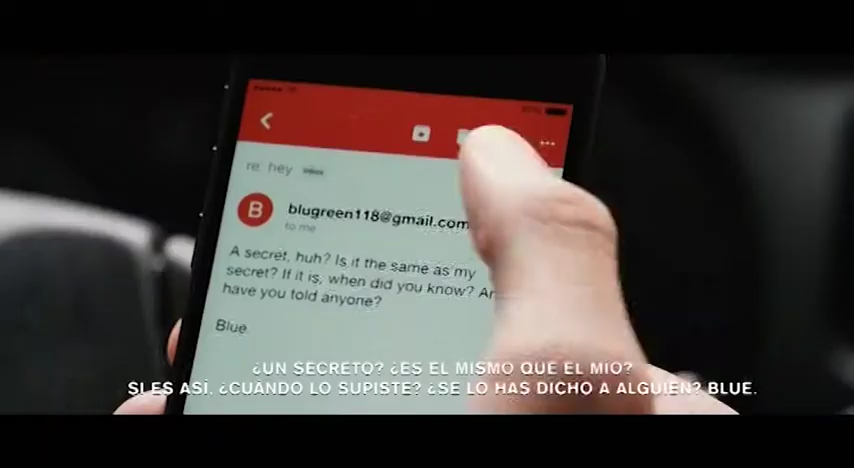 re: hey
B
blugreen118@gmail.com
to me
A secret, huh? Is it the same as my
secret? If it is, when did you know? An
have you told anyone?
Blue.
¿UN SECRETO? ¿ES EL MISMO QUE EL MIO?
SI ES ASÍ. ¿CUÁNDO LO SUPISTE? ¿SE LO HAS DICHO A ALGUIEN? BLUE.